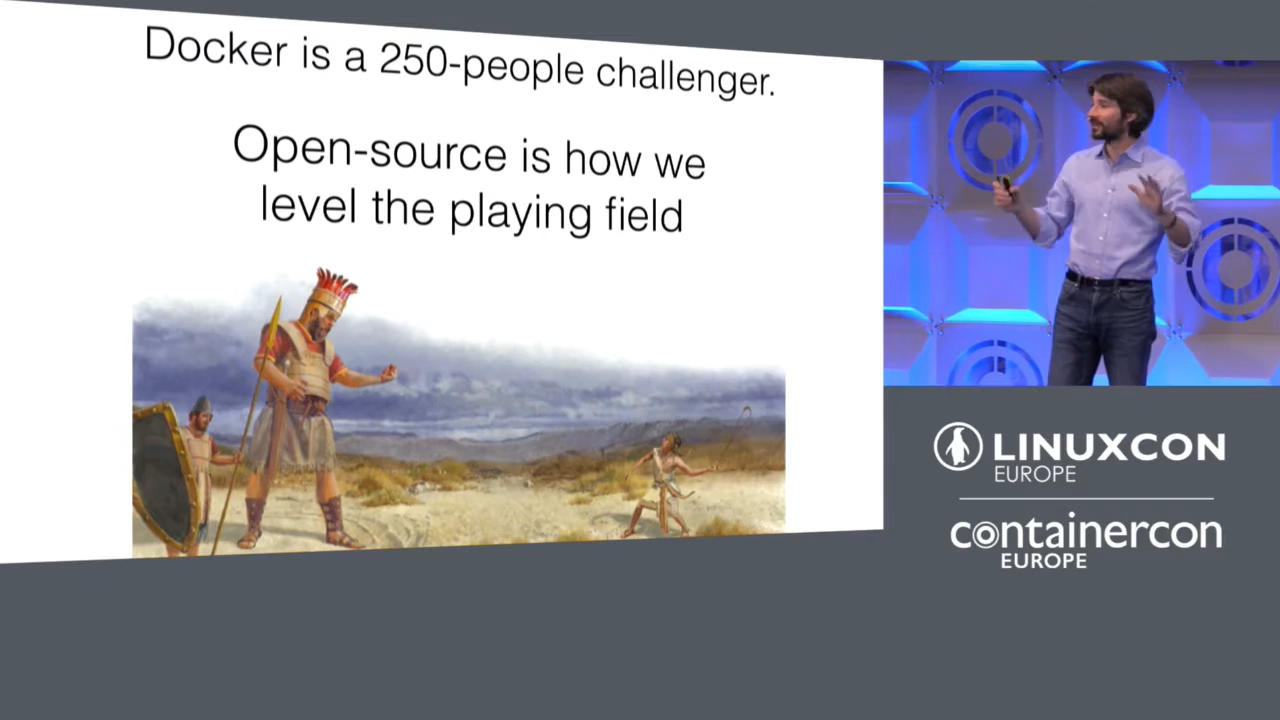 Docker is a 250-people challenger.
Open-source is how we
level the playing field
LINUXCON
EUROPE
containercon
EUROPE